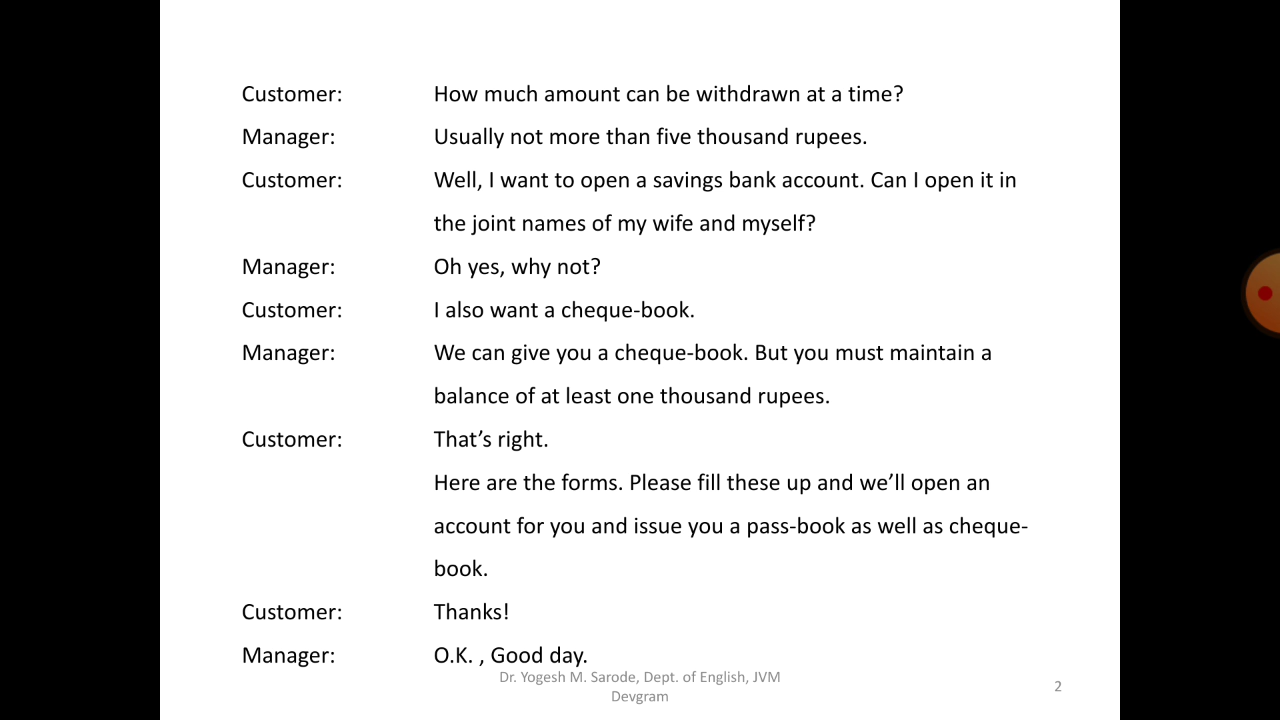 Customer: How much amount can be withdrawn at a time?
Manager: Usually not more than five thousand rupees.
Customer: Well, I want to open a savings bank account. Can I open it in
the joint names of my wife and myself?
Manager: Oh yes, why not?
Customer: I also want a cheque-book.
Manager: We can give you a cheque-book. But you must maintain a
balance of at least one thousand rupees.
Customer: That’s right.
Here are the forms. Please fill these up and we’ll open an
account for you and issue you a pass-book as well as cheque-
book.
Customer: Thanks!
Manager: O.K. , Good day.
Dr. Yogesh M. Sarode, Dept. of English, JVM
Devgram
2